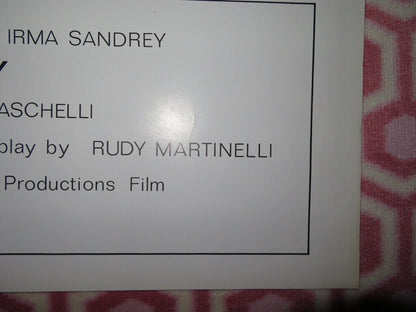 IRMA SANDREY
Y
ASCHELLI
play by RUDY MARTINELLI
Productions Film